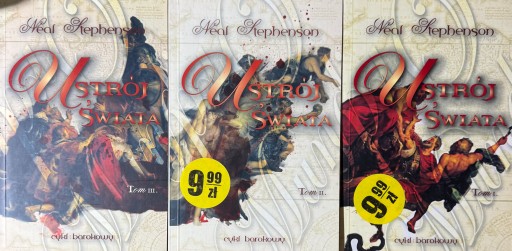 Neal Stephenson
Ustrój
Świata
Tom III.
cykl barokowy
Neal Stephenson
Ustrój
Świata
Tom II.
9.99
zł
cykl barokowy
Neal Stephenson
Ustrój
Świata
Tom I.
9.99
zł
cykl barokowy